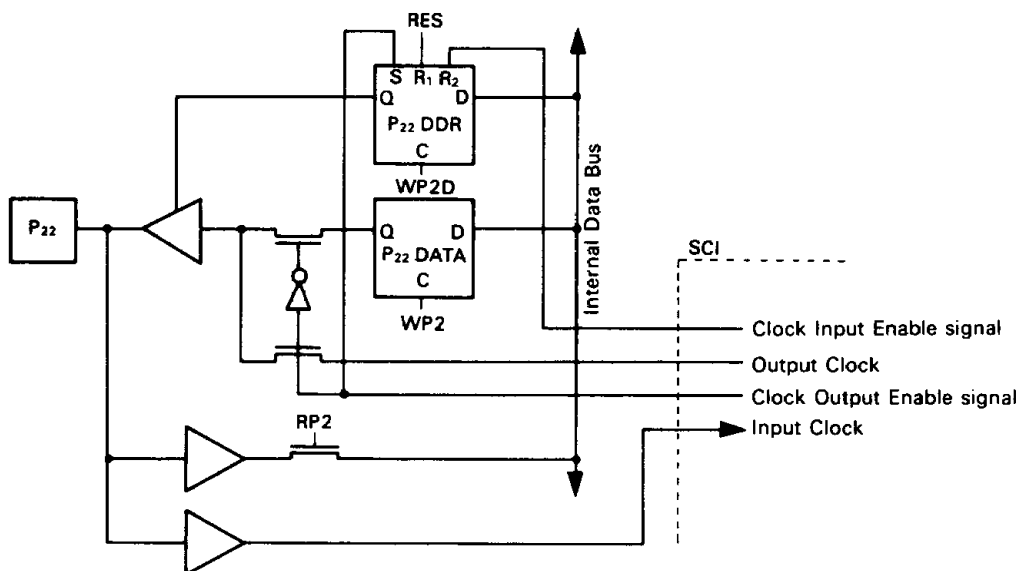 RES
S R1 R2
Q D
P22 DDR
C
WP2D
P22
Q D
P22 DATA
C
WP2
Internal Data Bus
SCI
Clock Input Enable signal
Output Clock
Clock Output Enable signal
RP2
Input Clock